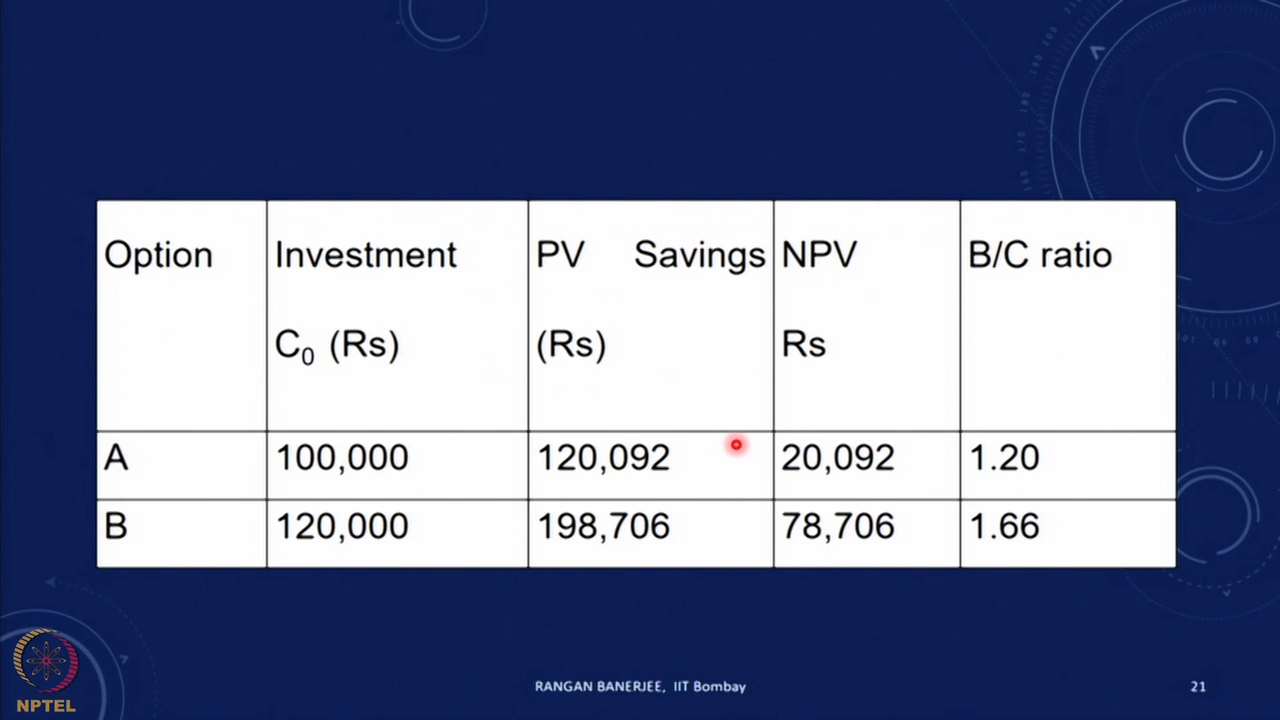 Option Investment C₀ (Rs) PV Savings (Rs) NPV Rs B/C ratio
A 100,000 120,092 20,092 1.20
B 120,000 198,706 78,706 1.66
RANGAN BANERJEE, IIT Bombay
21
NPTEL